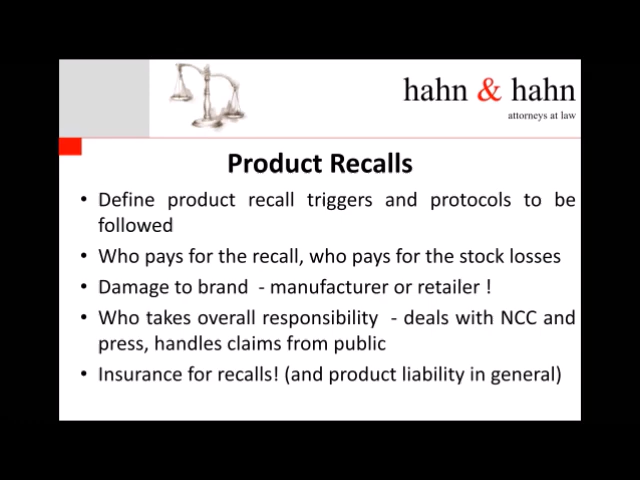 hahn & hahn
attorneys at law
Product Recalls
• Define product recall triggers and protocols to be
followed
• Who pays for the recall, who pays for the stock losses
• Damage to brand - manufacturer or retailer !
• Who takes overall responsibility - deals with NCC and
press, handles claims from public
• Insurance for recalls! (and product liability in general)